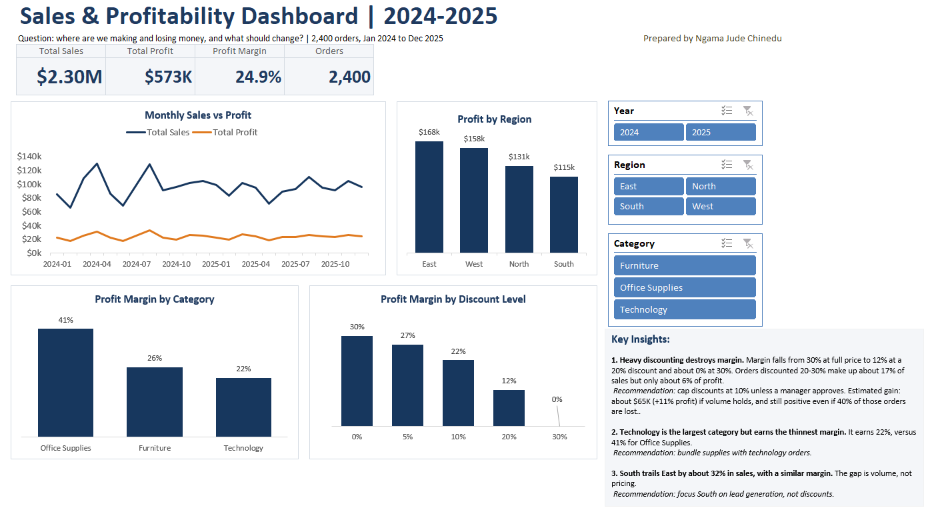 Sales & Profitability Dashboard | 2024-2025
Question: where are we making and losing money, and what should change? | 2,400 orders, Jan 2024 to Dec 2025
Prepared by Ngama Jude Chinedu
Total Sales Total Profit Profit Margin Orders
$2.30M $573K 24.9% 2,400
Monthly Sales vs Profit
Total Sales Total Profit
$140k
$120k
$100k
$80k
$60k
$40k
$20k
$0k
2024-01 2024-04 2024-07 2024-10 2025-01 2025-04 2025-07 2025-10
Profit by Region
$168k $158k $131k $115k
East West North South
Year
2024 2025
Region
East North
South West
Category
Furniture
Office Supplies
Technology
Profit Margin by Category
41% 26% 22%
Office Supplies Furniture Technology
Profit Margin by Discount Level
30% 27% 22% 12% 0%
0% 5% 10% 20% 30%
Key Insights:
1. Heavy discounting destroys margin. Margin falls from 30% at full price to 12% at a
20% discount and about 0% at 30%. Orders discounted 20-30% make up about 17% of
sales but only about 6% of profit.
Recommendation: cap discounts at 10% unless a manager approves. Estimated gain:
about $65K (+11% profit) if volume holds, and still positive even if 40% of those orders
are lost..
2. Technology is the largest category but earns the thinnest margin. It earns 22%, versus
41% for Office Supplies.
Recommendation: bundle supplies with technology orders.
3. South trails East by about 32% in sales, with a similar margin. The gap is volume, not
pricing.
Recommendation: focus South on lead generation, not discounts.